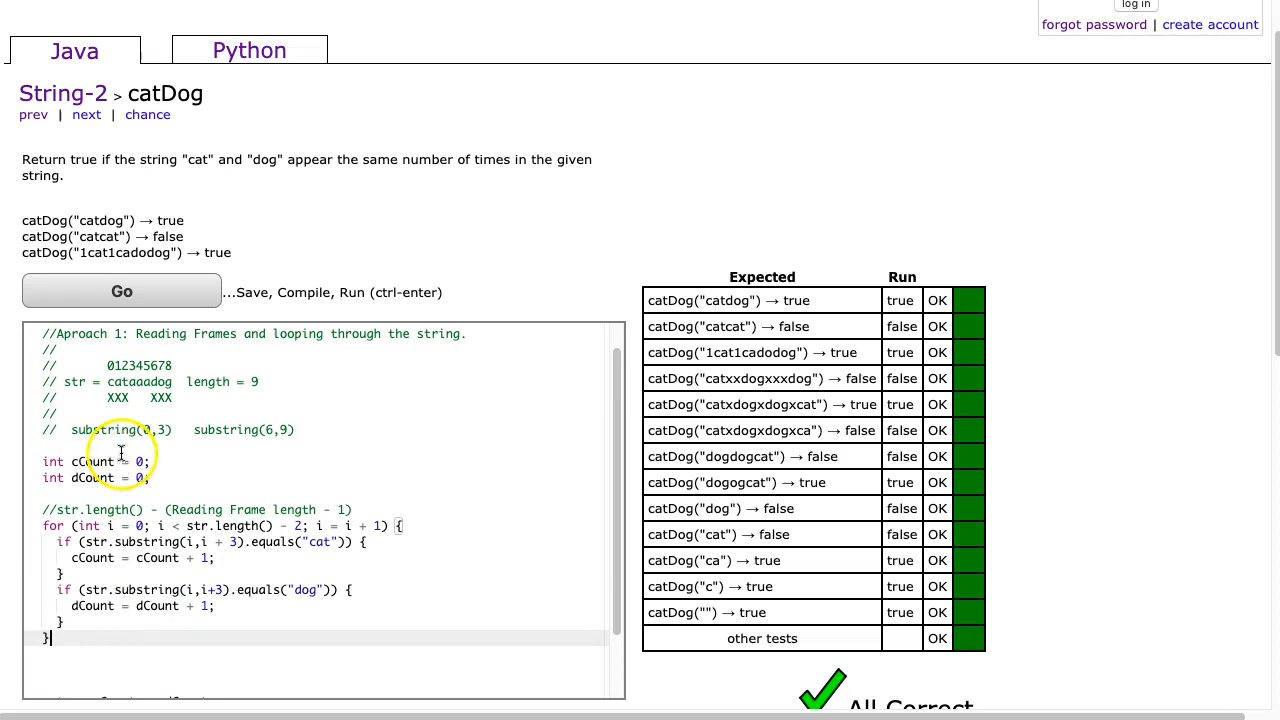 log in
forgot password | create account
Java
Python
String-2 > catDog
prev | next | chance
Return true if the string "cat" and "dog" appear the same number of times in the given
string.
catDog("catdog") → true
catDog("catcat") → false
catDog("1cat1cadodog") → true
Go
...Save, Compile, Run (ctrl-enter)
//Aproach 1: Reading Frames and looping through the string.
//
// 012345678
// str = cataaadog length = 9
// XXX XXX
//
// substring(0,3) substring(6,9)
int cCount = 0;
int dCount = 0;
//str.length() - (Reading Frame length - 1)
for (int i = 0; i < str.length() - 2; i = i + 1) {
if (str.substring(i,i + 3).equals("cat")) {
cCount = cCount + 1;
}
if (str.substring(i,i+3).equals("dog")) {
dCount = dCount + 1;
}
}
Expected Run
catDog("catdog") → true true OK
catDog("catcat") → false false OK
catDog("1cat1cadodog") → true true OK
catDog("catxxdogxxxdog") → false false OK
catDog("catxdogxdogxcat") → true true OK
catDog("catxdogxdogxca") → false false OK
catDog("dogdogcat") → false false OK
catDog("dogogcat") → true true OK
catDog("dog") → false false OK
catDog("cat") → false false OK
catDog("ca") → true true OK
catDog("c") → true true OK
catDog("") → true true OK
other tests OK
All Correct